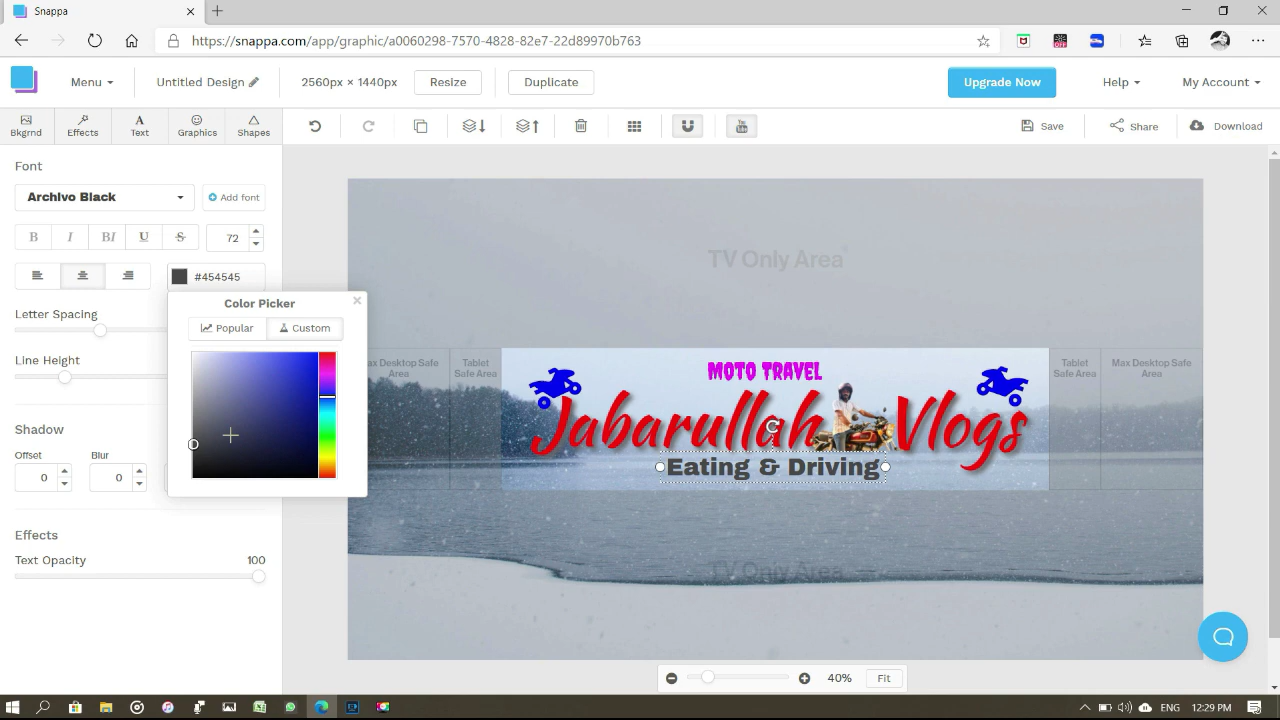 Snappa
https://snappa.com/app/graphic/a0060298-7570-4828-82e7-22d89970b763
Menu
Untitled Design
2560px × 1440px
Resize
Duplicate
Upgrade Now
Help
My Account
Bkgrnd
Effects
Text
Graphics
Shapes
Save
Share
Download
Font
Archivo Black
Add font
B
I
BI
U
S
72
#454545
Letter Spacing
Line Height
Color Picker
Popular
Custom
Shadow
Offset
Blur
0
0
Effects
Text Opacity
100
TV Only Area
Max Desktop Safe
Area
Tablet
Safe Area
Tablet
Safe Area
Max Desktop Safe
Area
MOTO TRAVEL
Jabarullah Vlogs
Eating & Driving
TV Only Area
40%
Fit
ENG
12:29 PM